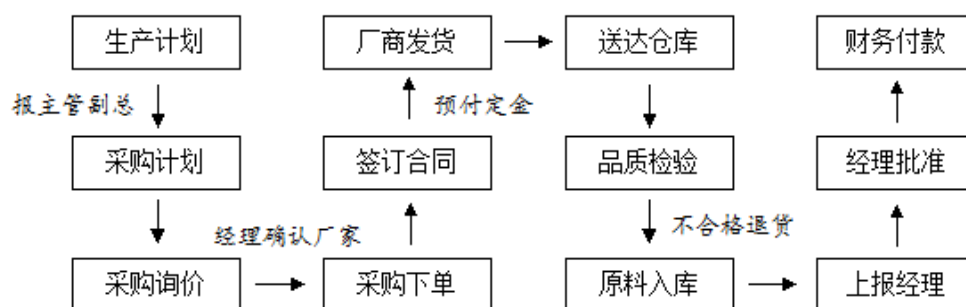 生产计划
厂商发货
送达仓库
财务付款
报主管副总
预付定金
采购计划
签订合同
品质检验
经理批准
经理确认厂家
不合格退货
采购询价
采购下单
原料入库
上报经理